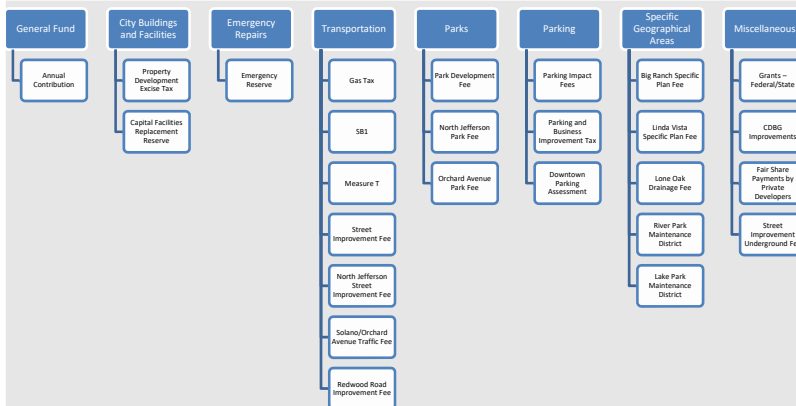 General Fund
Annual
Contribution
City Buildings
and Facilities
Property
Development
Excise Tax
Capital Facilities
Replacement
Reserve
Emergency
Repairs
Emergency
Reserve
Transportation
Gas Tax
SB1
Measure T
Street
Improvement Fee
North Jefferson
Street
Improvement Fee
Solano/Orchard
Avenue Traffic Fee
Redwood Road
Improvement Fee
Parks
Park Development
Fee
North Jefferson
Park Fee
Orchard Avenue
Park Fee
Parking
Parking Impact
Fees
Parking and
Business
Improvement Tax
Downtown
Parking
Assessment
Specific
Geographical
Areas
Big Ranch Specific
Plan Fee
Linda Vista
Specific Plan Fee
Lone Oak
Drainage Fee
River Park
Maintenance
District
Lake Park
Maintenance
District
Miscellaneous
Grants –
Federal/State
CDBG
Improvements
Fair Share
Payments by
Private
Developers
Street
Improvement
Underground Fe